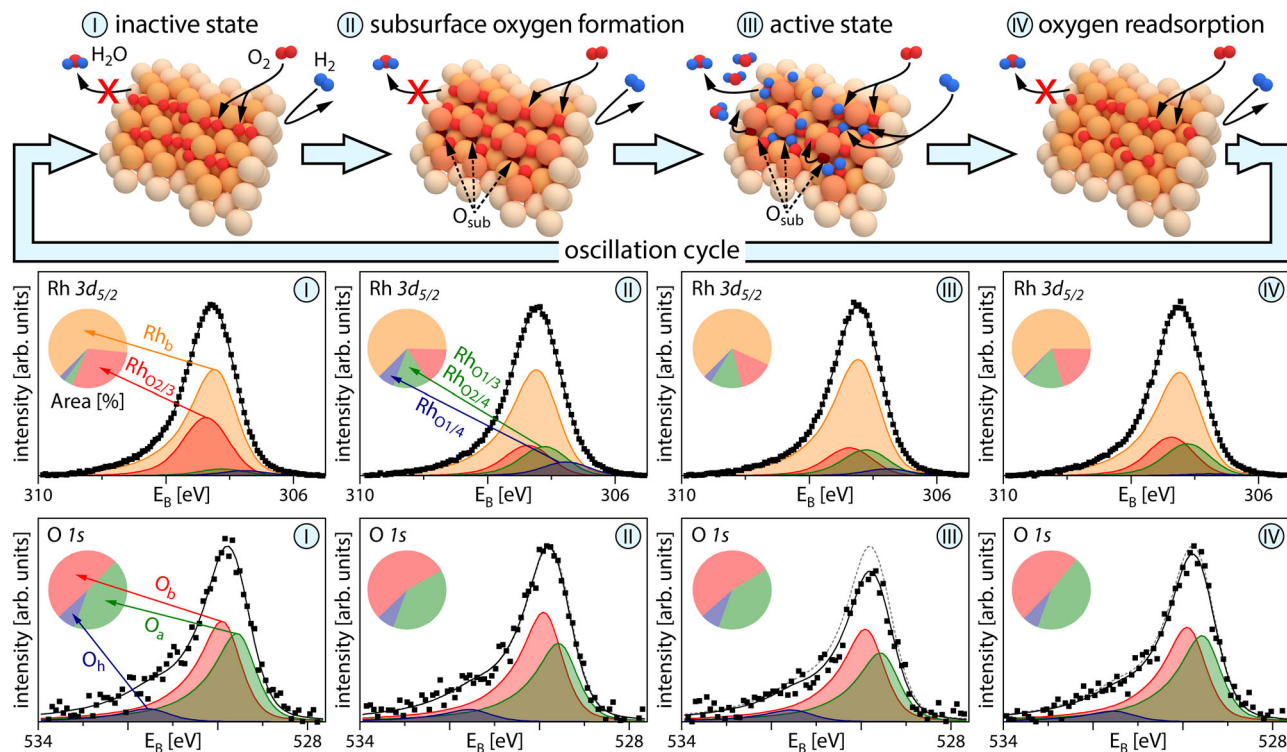 I inactive state
II subsurface oxygen formation
III active state
IV oxygen readsorption
H2O
O2
H2
X
X
Osub
Osub
X
oscillation cycle
intensity [arb. units]
Rh 3d5/2
I
Rhb
RhO2/3
Area [%]
310
EB [eV]
306
intensity [arb. units]
Rh 3d5/2
II
RhO1/3
RhO2/4
RhO1/4
310
EB [eV]
306
intensity [arb. units]
Rh 3d5/2
III
310
EB [eV]
306
intensity [arb. units]
Rh 3d5/2
IV
310
EB [eV]
306
intensity [arb. units]
O 1s
I
Ob
Oa
Oh
534
EB [eV]
528
intensity [arb. units]
O 1s
II
534
EB [eV]
528
intensity [arb. units]
O 1s
III
534
EB [eV]
528
intensity [arb. units]
O 1s
IV
534
EB [eV]
528